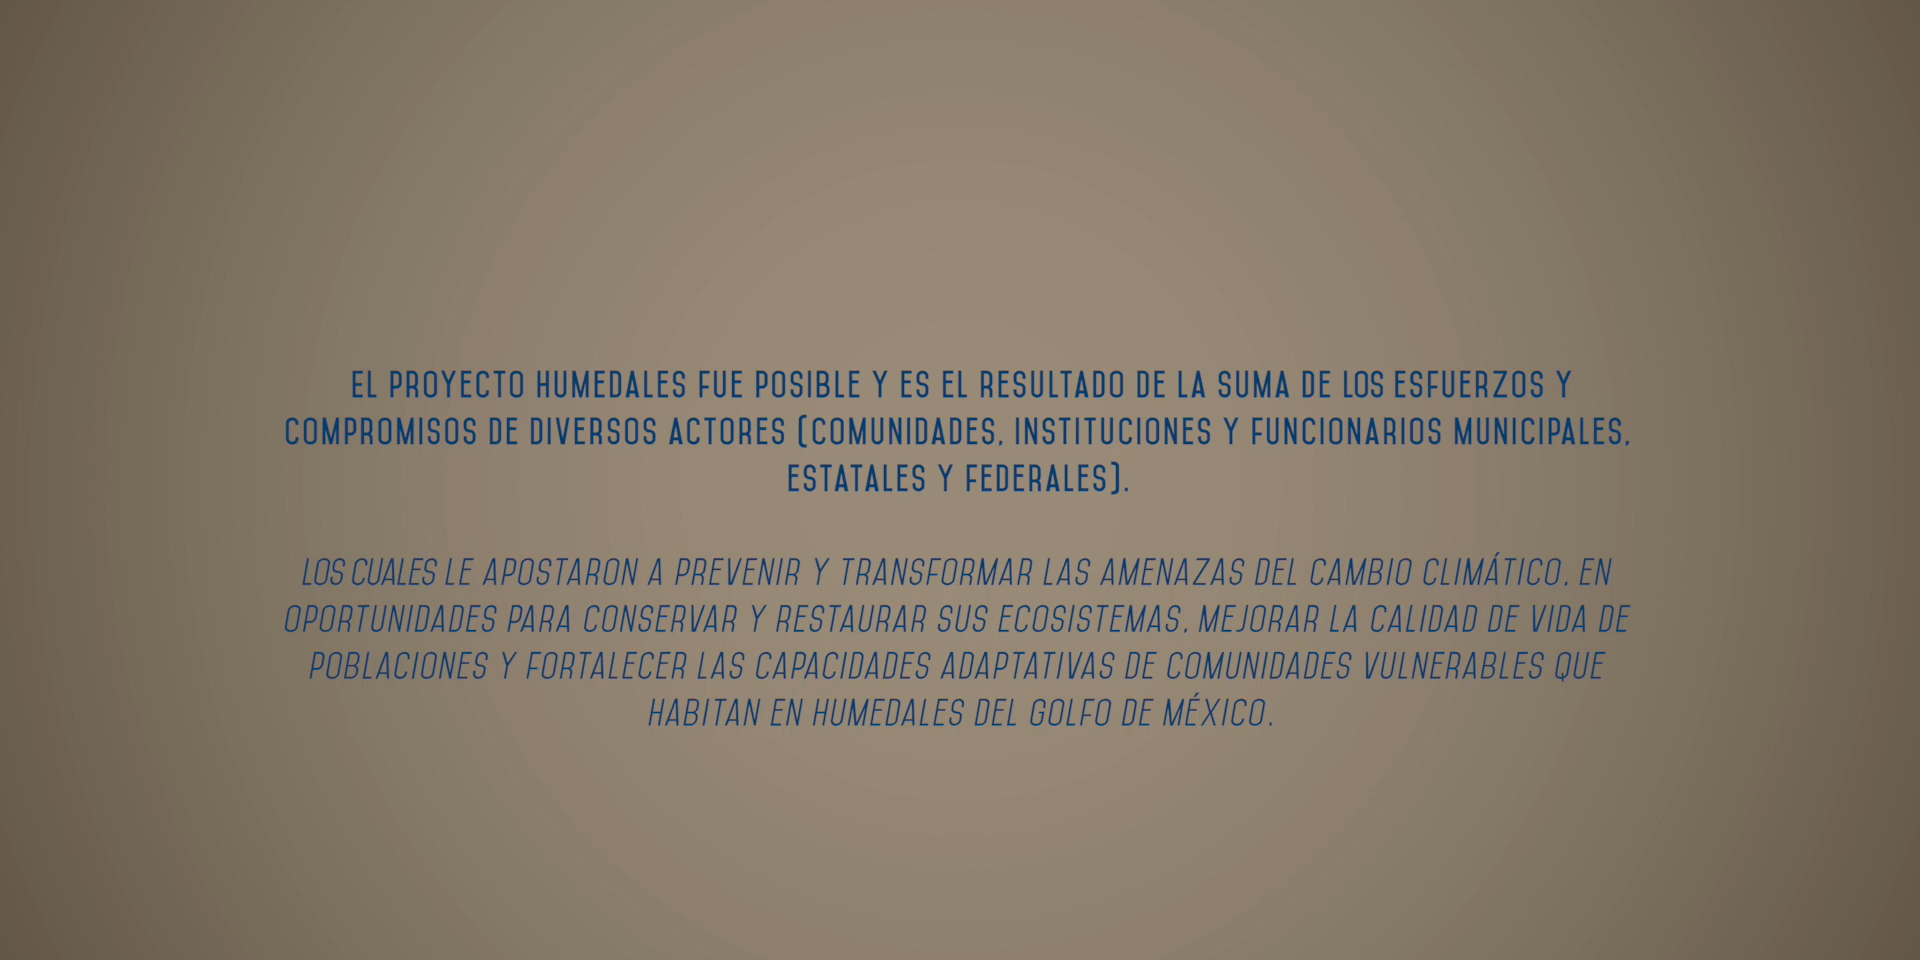 EL PROYECTO HUMEDALES FUE POSIBLE Y ES EL RESULTADO DE LA SUMA DE LOS ESFUERZOS Y
COMPROMISOS DE DIVERSOS ACTORES (COMUNIDADES, INSTITUCIONES Y FUNCIONARIOS MUNICIPALES,
ESTATALES Y FEDERALES).
LOS CUALES LE APOSTARON A PREVENIR Y TRANSFORMAR LAS AMENAZAS DEL CAMBIO CLIMÁTICO, EN
OPORTUNIDADES PARA CONSERVAR Y RESTAURAR SUS ECOSISTEMAS, MEJORAR LA CALIDAD DE VIDA DE
POBLACIONES Y FORTALECER LAS CAPACIDADES ADAPTATIVAS DE COMUNIDADES VULNERABLES QUE
HABITAN EN HUMEDALES DEL GOLFO DE MÉXICO.